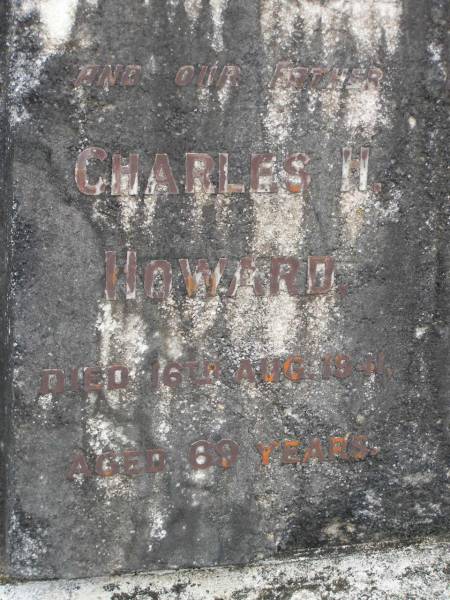 AND OUR FATHER
CHARLES H.
HOWARD.
DIED 16TH AUG. 1941.
AGED 69 YEARS.